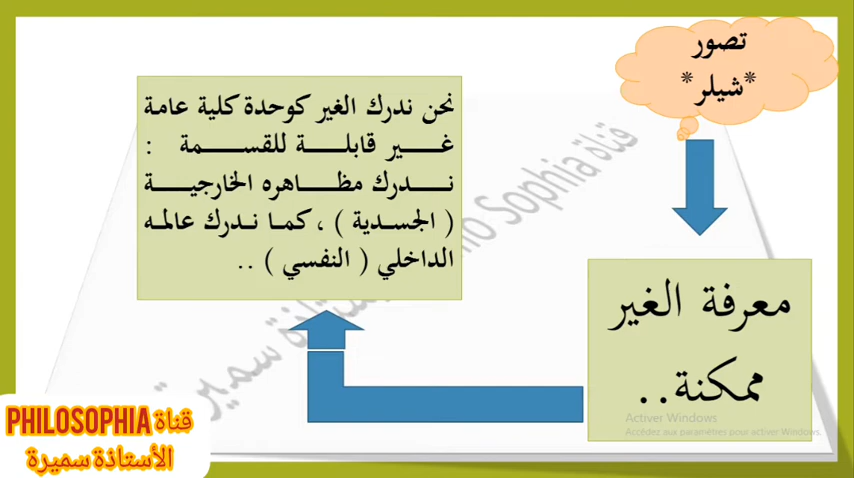 تصور
*شيلر*
معرفة الغير
ممكنة..
نحن ندرك الغير كوحدة كلية عامة
غير قابلة للقسمة :
ندرك مظاهره الخارجية
( الجسدية ) ، كما ندرك عالمه
الداخلي ( النفسي ) ..
قناة PHILOSOPHIA
الأستاذة سميرة
Activer Windows
Accédez aux paramètres pour activer Windows.